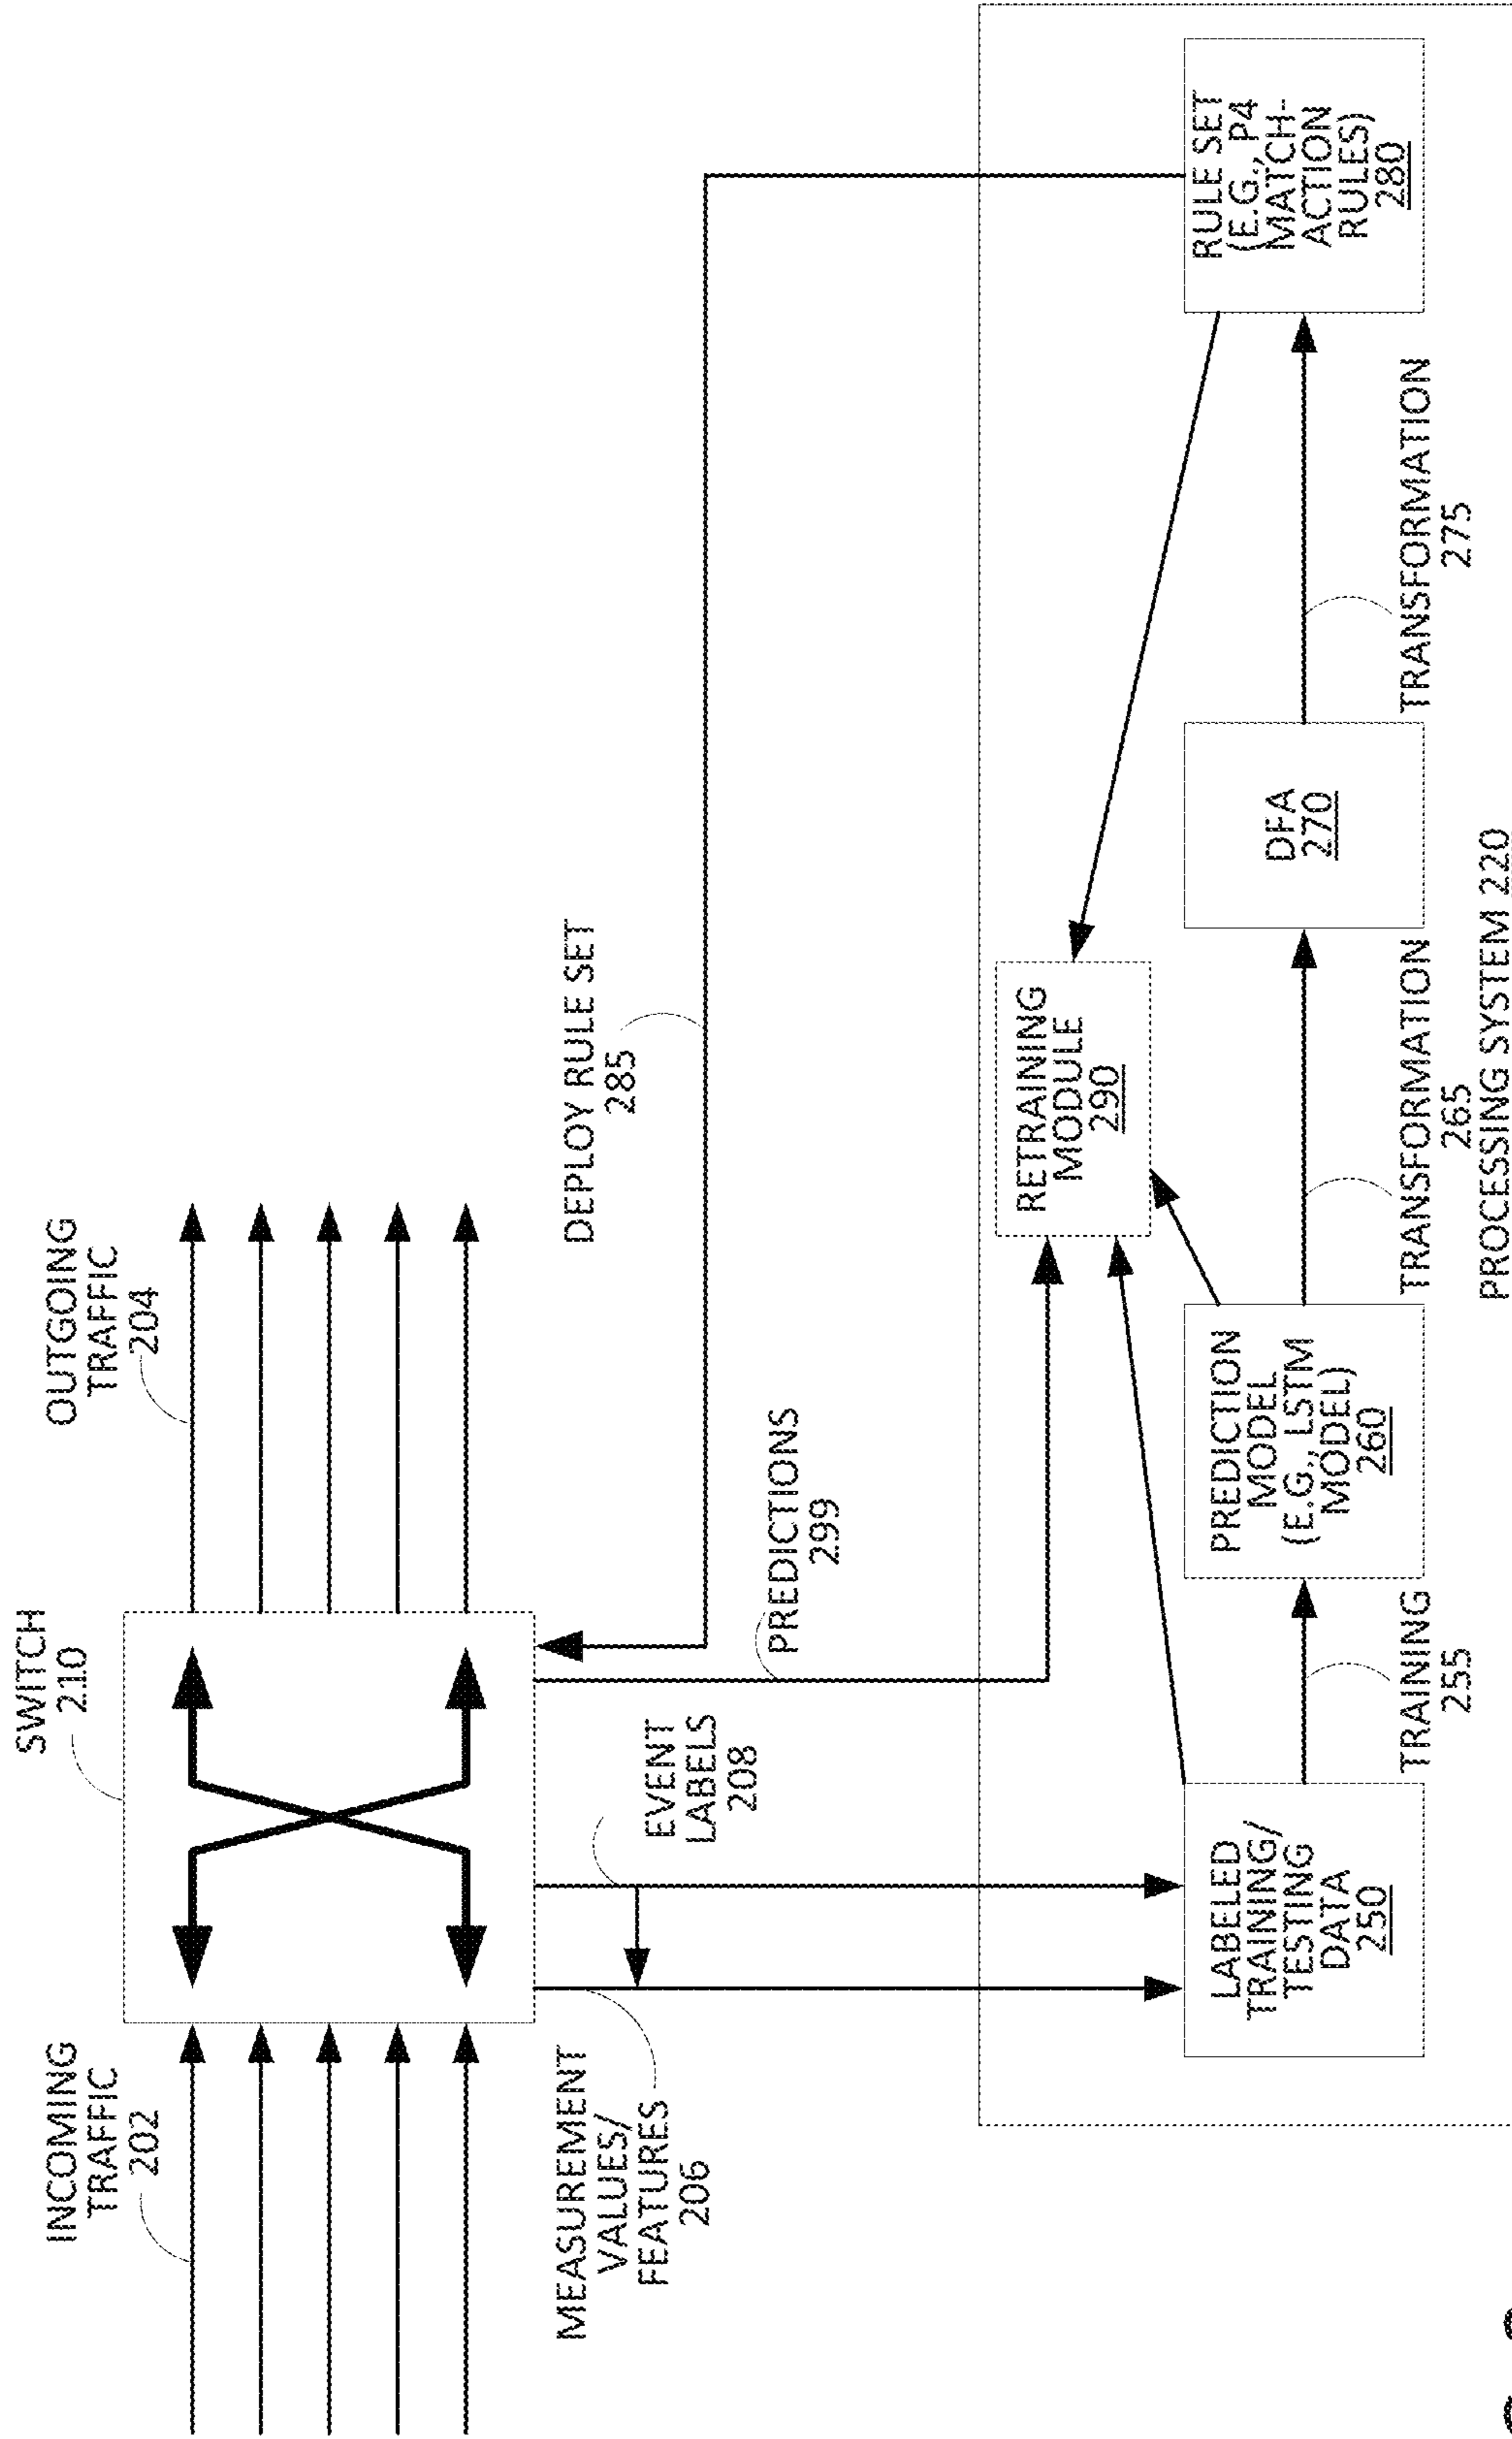 INCOMING
TRAFFIC
202
SWITCH
210
OUTGOING
TRAFFIC
204
MEASUREMENT
VALUES/
FEATURES
206
EVENT
LABELS
208
PREDICTIONS
299
DEPLOY RULE SET
285
RETRAINING
MODULE
290
LABELED
TRAINING/
TESTING
DATA
250
TRAINING
255
PREDICTION
MODEL
(E.G., LSTM
MODEL)
260
TRANSFORMATION
265
DFA
270
TRANSFORMATION
275
RULE SET
(E.G., P4
MATCH-
ACTION
RULES)
280
PROCESSING SYSTEM 220